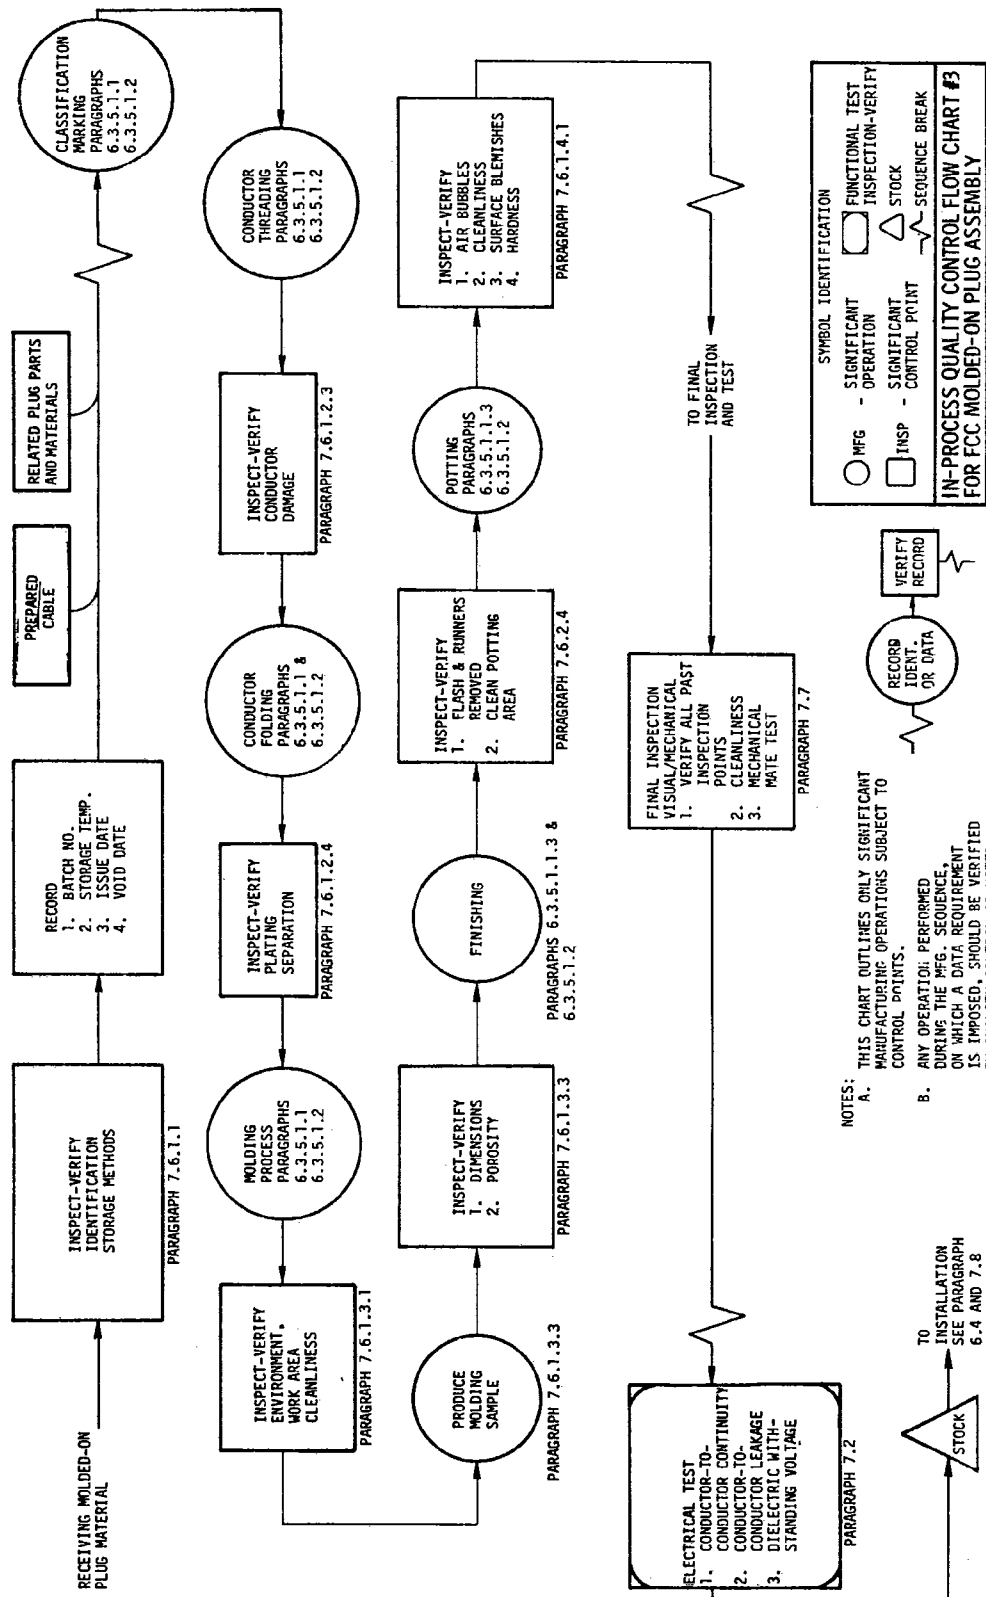 RECEIVING MOLDED-ON
PLUG MATERIAL
INSPECT-VERIFY
IDENTIFICATION
STORAGE METHODS
PARAGRAPH 7.6.1.1
RECORD
1. BATCH NO.
2. STORAGE TEMP.
3. ISSUE DATE
4. VOID DATE
PREPARED
CABLE
RELATED PLUG PARTS
AND MATERIALS
CLASSIFICATION
MARKING
PARAGRAPHS
6.3.5.1.1
6.3.5.1.2
CONDUCTOR
THREADING
PARAGRAPHS
6.3.5.1.1
6.3.5.1.2
INSPECT-VERIFY
CONDUCTOR
DAMAGE
PARAGRAPH 7.6.1.2.3
CONDUCTOR
FOLDING
PARAGRAPHS
6.3.5.1.1 &
6.3.5.1.2
INSPECT-VERIFY
PLATING
SEPARATION
PARAGRAPH 7.6.1.2.4
MOLDING
PROCESS
PARAGRAPHS
6.3.5.1.1
6.3.5.1.2
INSPECT-VERIFY
ENVIRONMENT,
WORK AREA
CLEANLINESS
PARAGRAPH 7.6.1.3.1
PRODUCE
MOLDING
SAMPLE
PARAGRAPH 7.6.1.3.3
INSPECT-VERIFY
1. DIMENSIONS
2. POROSITY
PARAGRAPH 7.6.1.3.3
FINISHING
PARAGRAPHS 6.3.5.1.1.3 &
6.3.5.1.2
INSPECT-VERIFY
1. FLASH & RUNNERS
REMOVED
2. CLEAN POTTING
AREA
PARAGRAPH 7.6.2.4
POTTING
PARAGRAPHS
6.3.5.1.1.3
6.3.5.1.2
INSPECT-VERIFY
1. AIR BUBBLES
2. CLEANLINESS
3. SURFACE BLEMISHES
4. HARDNESS
PARAGRAPH 7.6.1.4.1
TO FINAL
INSPECTION
AND TEST
FINAL INSPECTION
VISUAL/MECHANICAL
1. VERIFY ALL PAST
INSPECTION
POINTS
2. CLEANLINESS
3. MECHANICAL
MATE TEST
PARAGRAPH 7.7
ELECTRICAL TEST
1. CONDUCTOR-TO-
CONDUCTOR CONTINUITY
2. CONDUCTOR-TO-
CONDUCTOR LEAKAGE
3. DIELECTRIC WITH-
STANDING VOLTAGE
PARAGRAPH 7.2
STOCK
TO
INSTALLATION
SEE PARAGRAPH
6.4 AND 7.8
NOTES:
A. THIS CHART OUTLINES ONLY SIGNIFICANT
MANUFACTURING OPERATIONS SUBJECT TO
CONTROL POINTS.
B. ANY OPERATION PERFORMED
DURING THE MFG. SEQUENCE,
ON WHICH A DATA REQUIREMENT
IS IMPOSED, SHOULD BE VERIFIED
RECORD
IDENT.
OR DATA
VERIFY
RECORD
SYMBOL IDENTIFICATION
MFG - SIGNIFICANT
OPERATION
FUNCTIONAL TEST
INSPECTION-VERIFY
INSP - SIGNIFICANT
CONTROL POINT
STOCK
SEQUENCE BREAK
IN-PROCESS QUALITY CONTROL FLOW CHART #3
FOR FCC MOLDED-ON PLUG ASSEMBLY